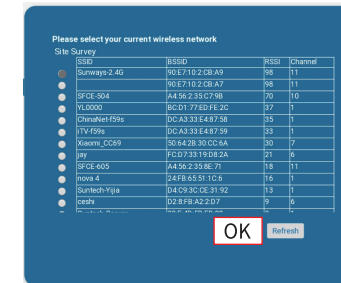 Please select your current wireless network
Site Survey
SSID BSSID RSSI Channel
Sunways-2.4G 90:E7:10:2:CB:A9 98 11
90:E7:10:2:CB:A7 98 11
SFCE-504 A4:56:2:35:C7:9B 70 10
YL0000 BC:D1:77:ED:FE:2C 37 1
ChinaNet-f59s DC:A3:33:E4:87:58 35 1
iTV-f59s DC:A3:33:E4:87:59 33 1
Xiaomi_CC69 50:64:2B:30:CC:6A 30 7
jay FC:D7:33:19:D8:2A 21 6
SFCE-605 A4:56:2:35:8E:71 18 11
nova 4 24:FB:65:51:1C:6 16 1
Suntech-Yijia D4:C9:3C:CE:31:92 13 1
ceshi D2:8:FB:A2:2:D7 9 6
OK Refresh